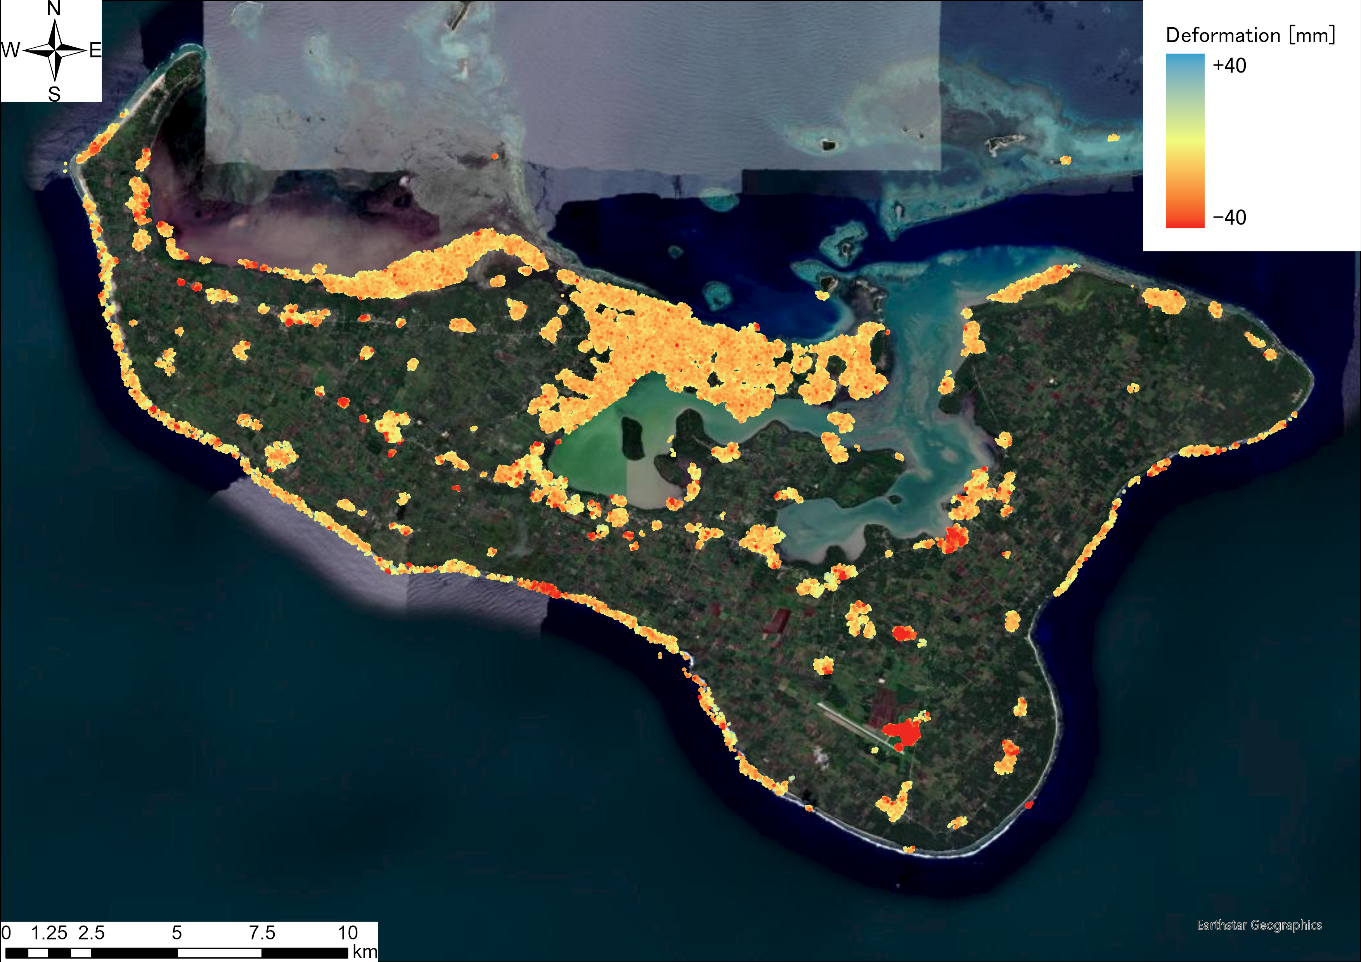 N
W E
S
Deformation [mm]
+40
−40
Earthstar Geographics
0 1.25 2.5 5 7.5 10
km